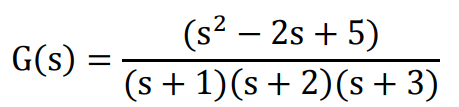 G(s) = (s² − 2s + 5) / (s + 1)(s + 2)(s + 3)